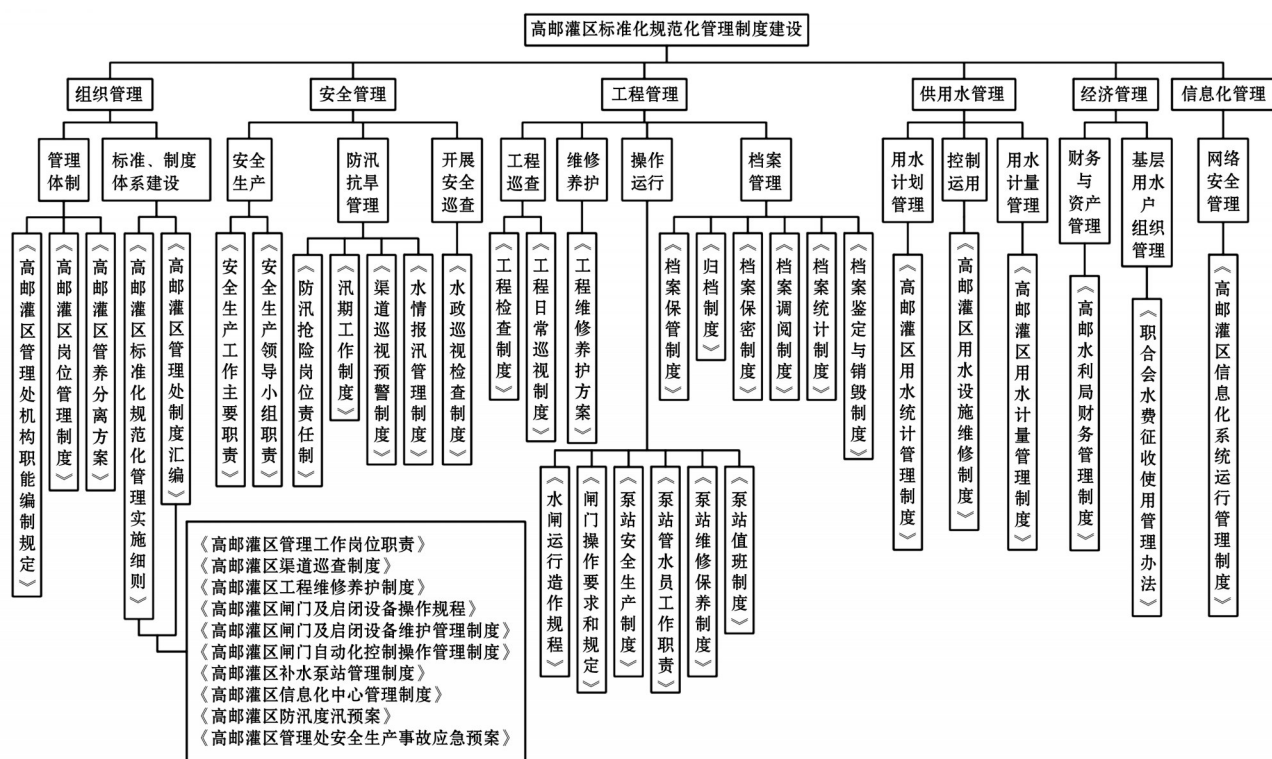 高邮灌区标准化规范化管理制度建设
组织管理
安全管理
工程管理
供用水管理
经济管理
信息化管理
管理
体制
标准、制度
体系建设
安全
生产
防汛
抗旱
管理
开展
安全
巡查
工程
巡查
维修
养护
操作
运行
档案
管理
用水
计划
管理
控制
运用
用水
计量
管理
财务
与
资产
管理
基层
用水
户
组织
管理
网络
安全
管理
《高邮灌区管理处机构职能编制规定》
《高邮灌区岗位管理制度》
《高邮灌区管养分离方案》
《高邮灌区标准化规范化管理实施细则》
《高邮灌区管理处制度汇编》
《安全生产工作主要职责》
《安全生产领导小组职责》
《防汛抢险岗位责任制》
《汛期工作制度》
《渠道巡视预警制度》
《水情报汛管理制度》
《水政巡视检查制度》
《工程检查制度》
《工程日常巡视制度》
《工程维修养护方案》
《档案保管制度》
《归档制度》
《档案保密制度》
《档案调阅制度》
《档案统计制度》
《档案鉴定与销毁制度》
《高邮灌区用水统计管理制度》
《高邮灌区用水设施维修制度》
《高邮灌区用水计量管理制度》
《高邮水利局财务管理制度》
《职合会水费征收使用管理办法》
《高邮灌区信息化系统运行管理制度》
《水闸运行造作规程》
《闸门操作要求和规定》
《泵站安全生产制度》
《泵站管水员工作职责》
《泵站维修保养制度》
《泵站值班制度》
《高邮灌区管理工作岗位职责》
《高邮灌区渠道巡查制度》
《高邮灌区工程维修养护制度》
《高邮灌区闸门及启闭设备操作规程》
《高邮灌区闸门及启闭设备维护管理制度》
《高邮灌区闸门自动化控制操作管理制度》
《高邮灌区补水泵站管理制度》
《高邮灌区信息化中心管理制度》
《高邮灌区防汛度汛预案》
《高邮灌区管理处安全生产事故应急预案》